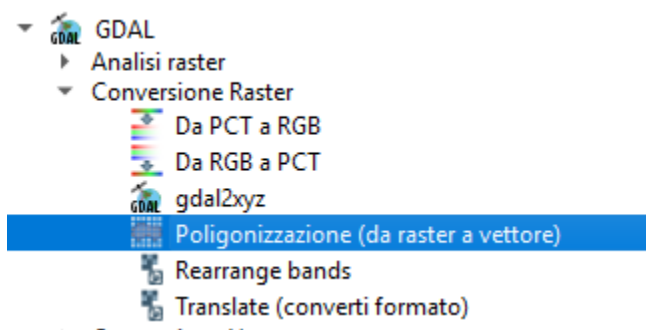 GDAL
Analisi raster
Conversione Raster
Da PCT a RGB
Da RGB a PCT
gdal2xyz
Poligonizzazione (da raster a vettore)
Rearrange bands
Translate (converti formato)